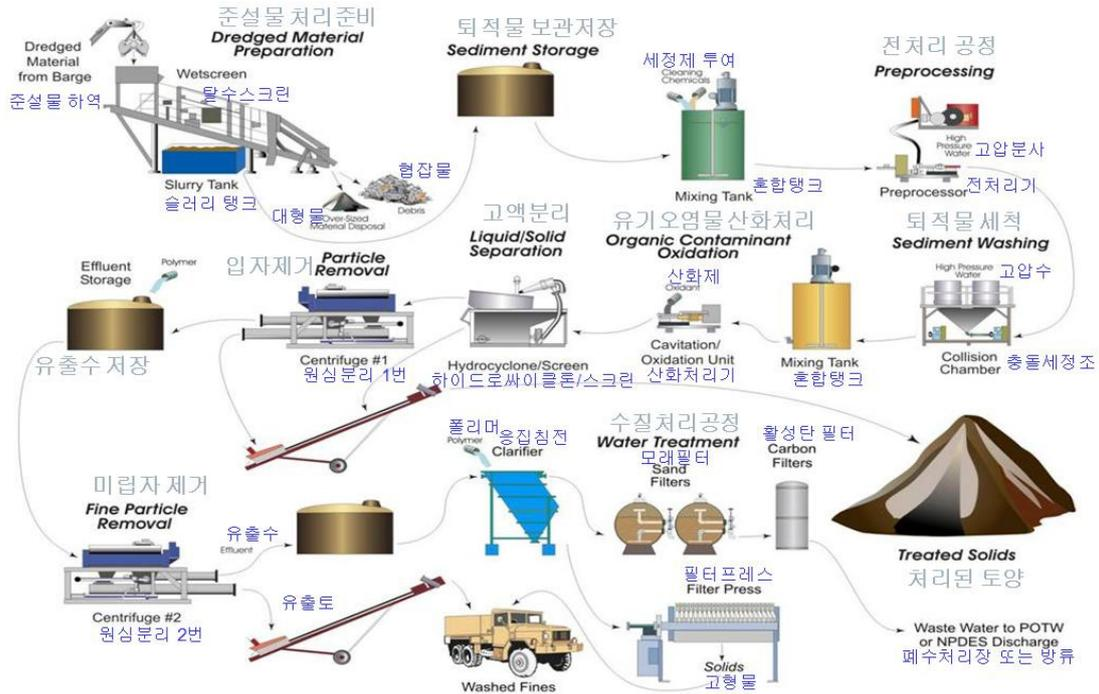 준설물 처리준비
Dredged Material
Preparation
Dredged
Material
from Barge
준설물 하역
Wetscreen
탈수스크린
Slurry Tank
슬러리 탱크
대형물
Over-Sized
Material Disposal
협잡물
Debris
퇴적물 보관저장
Sediment Storage
세정제 투여
Cleaning
Chemicals
Mixing Tank
혼합탱크
전처리 공정
Preprocessing
High
Pressure
Water
고압분사
Preprocessor
전처리기
퇴적물 세척
Sediment Washing
High Pressure
Water
고압수
Collision
Chamber
충돌세정조
Mixing Tank
혼합탱크
유기오염물 산화처리
Organic Contaminant
Oxidation
산화제
Oxidant
Cavitation/
Oxidation Unit
산화처리기
고액분리
Liquid/Solid
Separation
Hydrocyclone/Screen
하이드로싸이클론/스크린
입자제거
Particle
Removal
Centrifuge #1
원심분리 1번
Effluent
Storage
Polymer
유출수 저장
미립자 제거
Fine Particle
Removal
Centrifuge #2
원심분리 2번
유출수
Effluent
유출토
폴리머
Polymer
응집침전
Clarifier
수질처리공정
Water Treatment
모래필터
Sand
Filters
활성탄 필터
Carbon
Filters
필터프레스
Filter Press
Solids
고형물
Washed Fines
Treated Solids
처리된 토양
Waste Water to POTW
or NPDES Discharge
폐수처리장 또는 방류